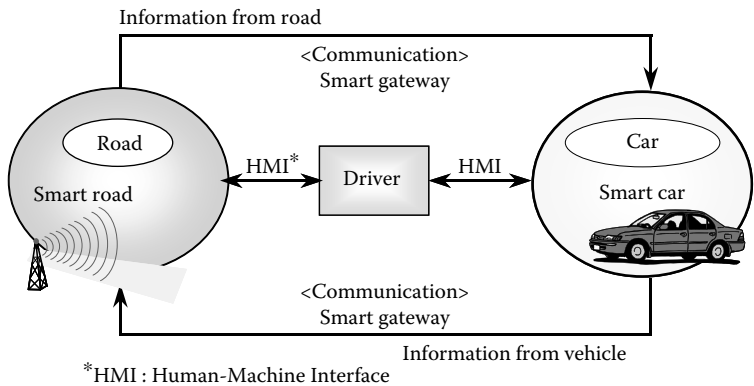 Information from road
<Communication>
Smart gateway
Road
Car
HMI*
Driver
HMI
Smart road
Smart car
<Communication>
Smart gateway
Information from vehicle
*HMI : Human-Machine Interface